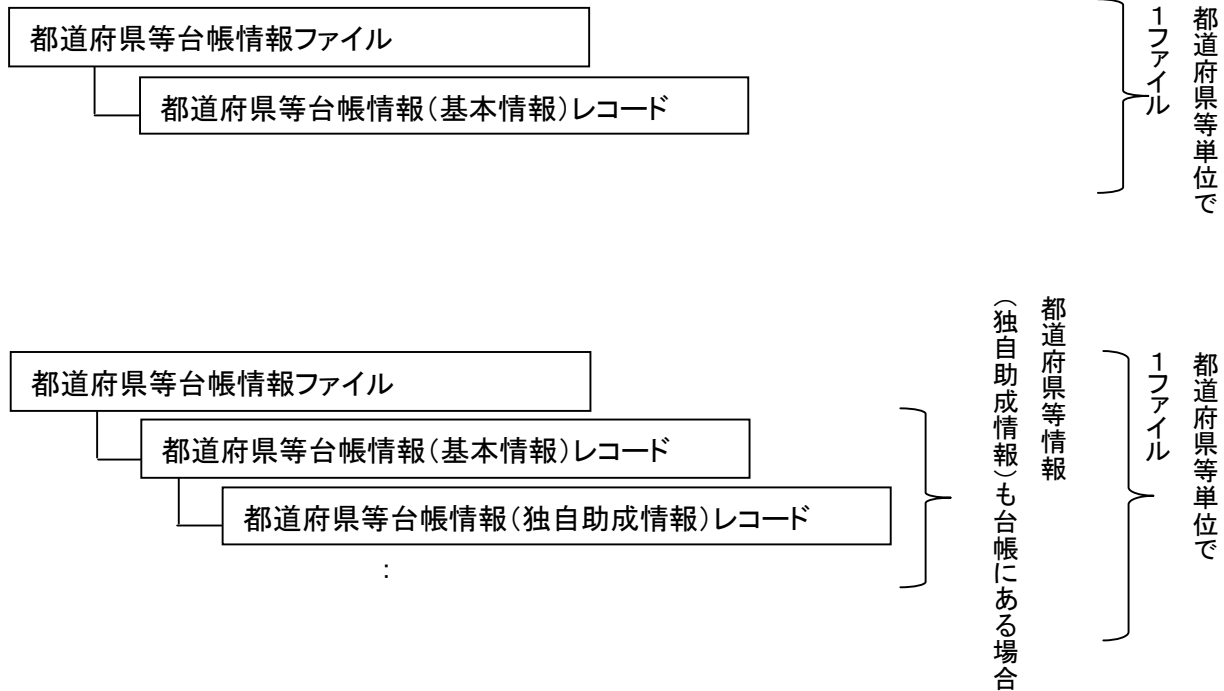 都道府県等台帳情報ファイル
都道府県等台帳情報(基本情報)レコード
都道府県等単位で
1ファイル
都道府県等台帳情報ファイル
都道府県等台帳情報(基本情報)レコード
都道府県等台帳情報(独自助成情報)レコード
:
都道府県等情報
(独自助成情報)も台帳にある場合
都道府県等単位で
1ファイル